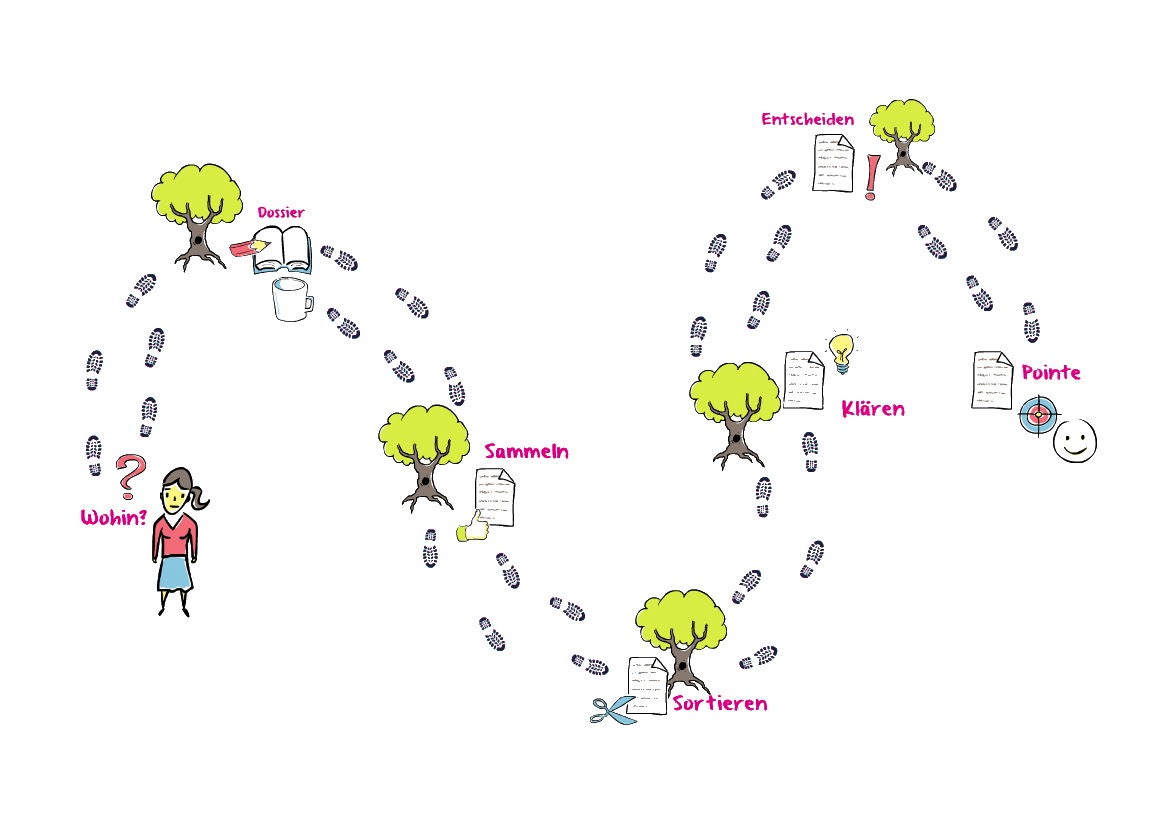 Wohin?
Dossier
Sammeln
Sortieren
Klären
Entscheiden
Pointe